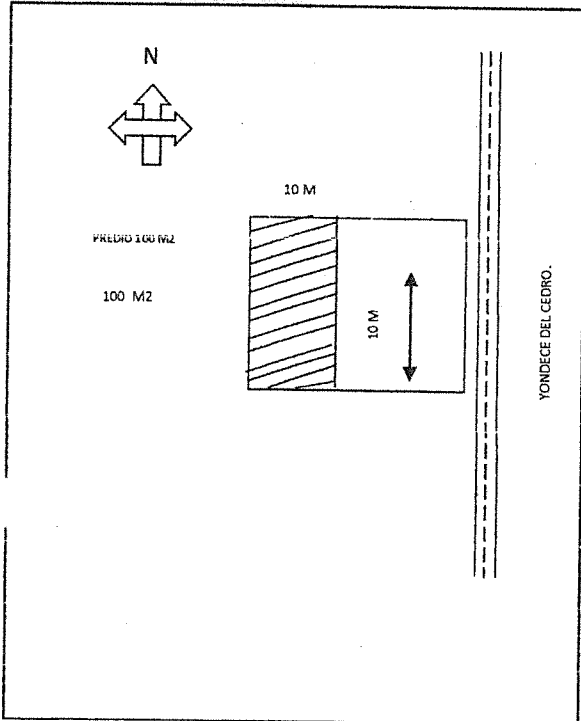 N
10 M
PREDIO 100 M2
100 M2
10 M
YONDECE DEL CEDRO.